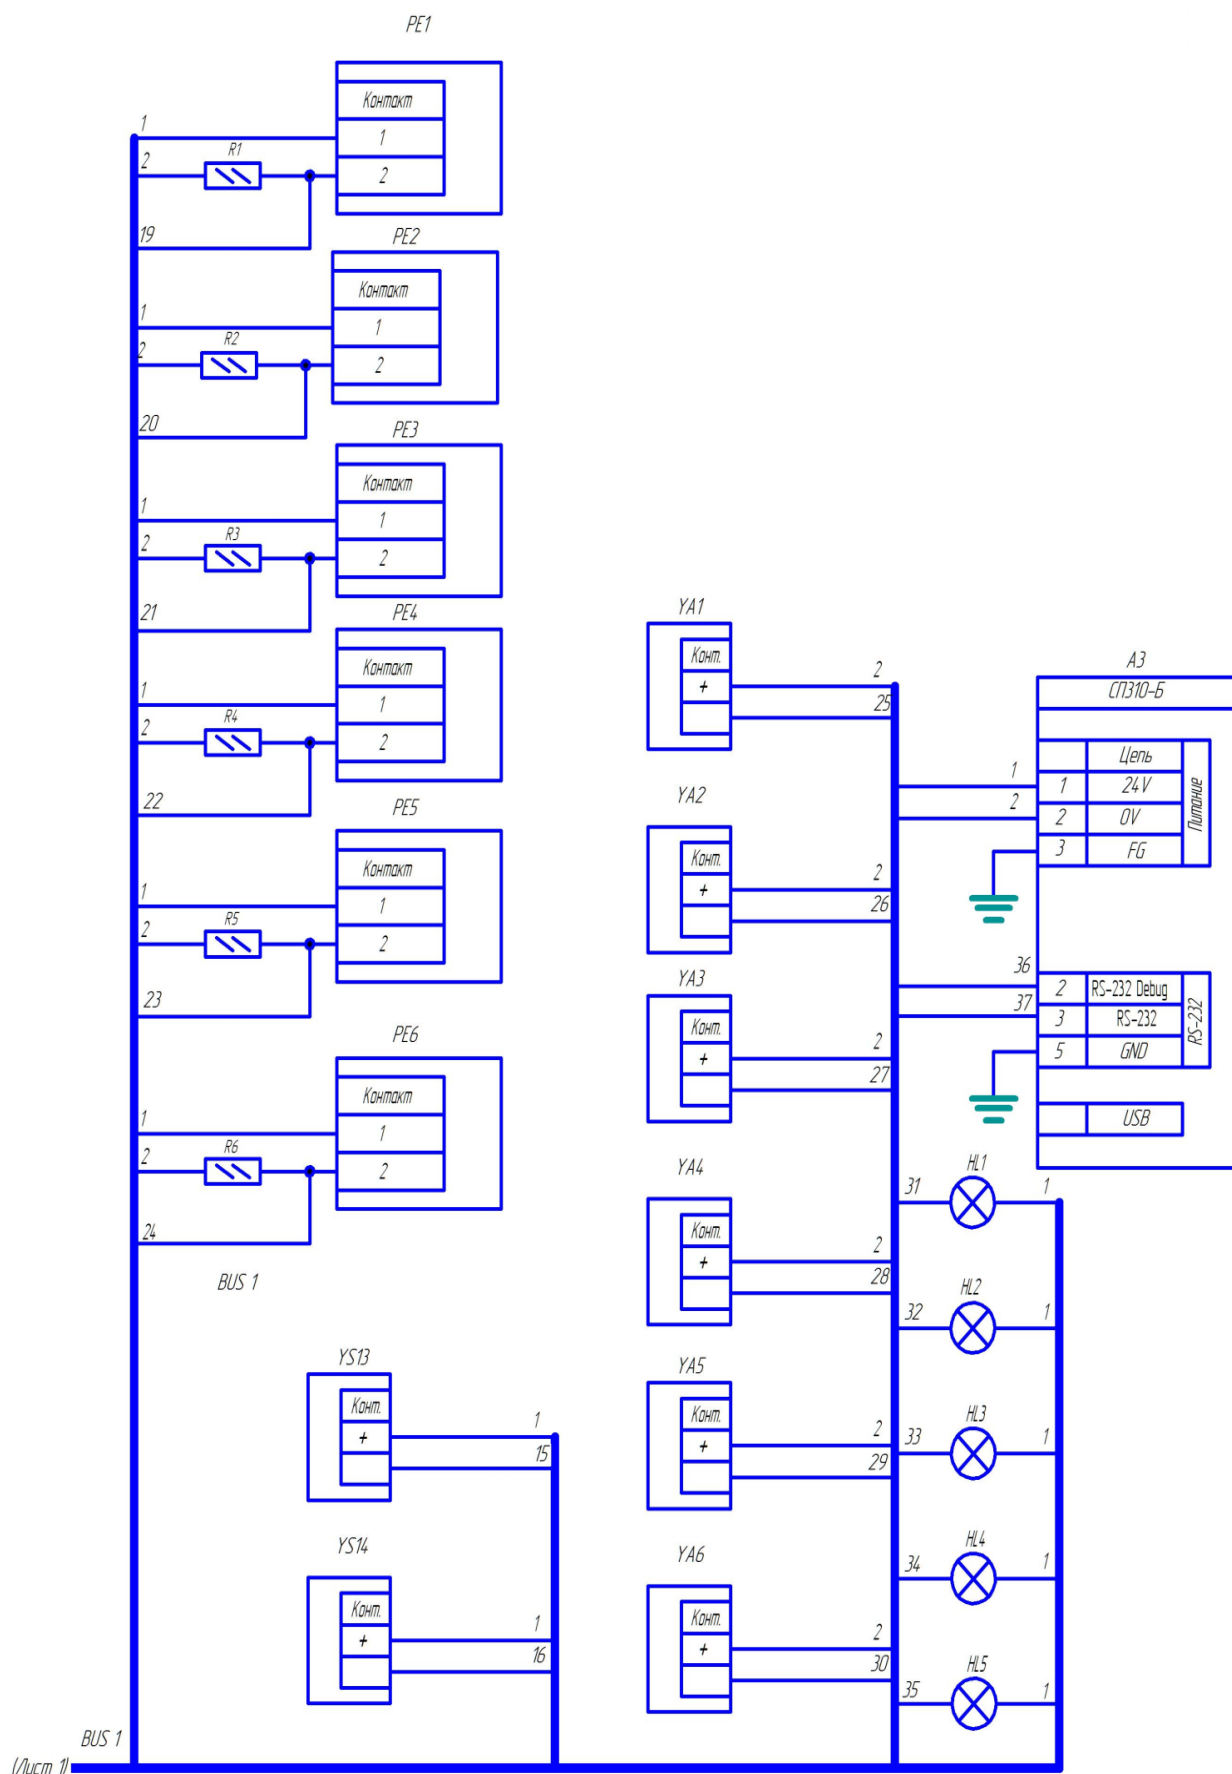 PE1
Контакт
1
1
2
R1
2
19
PE2
Контакт
1
1
2
R2
2
20
PE3
Контакт
1
1
2
R3
2
21
PE4
Контакт
1
1
2
R4
2
22
PE5
Контакт
1
1
2
R5
2
23
PE6
Контакт
1
1
2
R6
2
24
BUS 1
YS13
Конт.
+
1
15
YS14
Конт.
+
1
16
BUS 1
(Лист 1)
YA1
Конт.
+
2
25
YA2
Конт.
+
2
26
YA3
Конт.
+
2
27
YA4
Конт.
+
2
28
YA5
Конт.
+
2
29
YA6
Конт.
+
2
30
A3
СП310-Б
Цепь
1 1 24V
2 2 0V
3 FG
Питание
36 2 RS-232 Debug
37 3 RS-232
5 GND
RS-232
USB
31 HL1 1
32 HL2 1
33 HL3 1
34 HL4 1
35 HL5 1